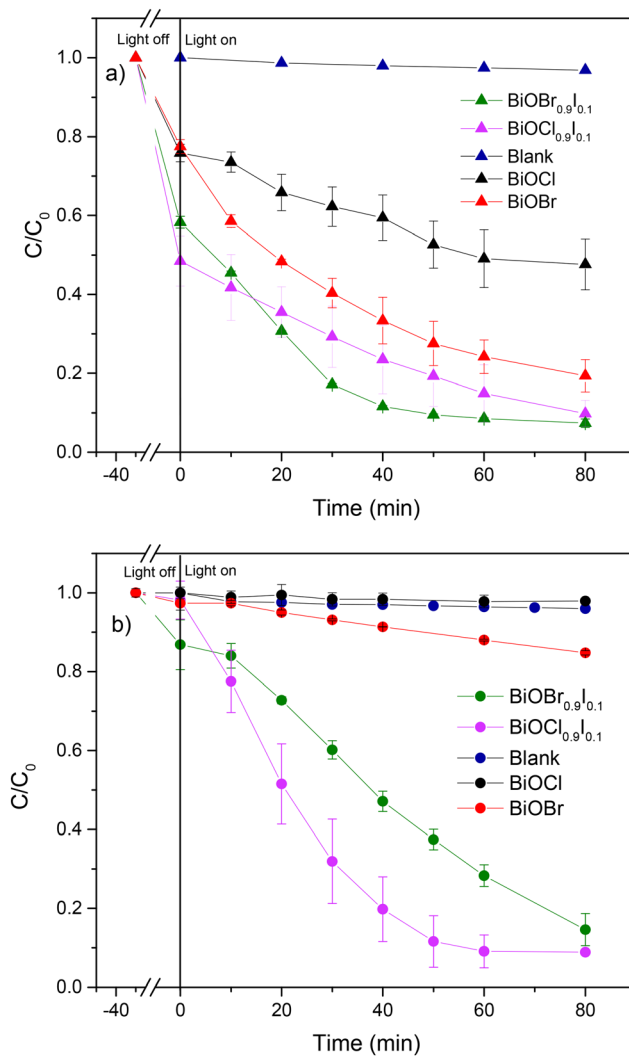 Light off Light on
a)
1.0
0.8
0.6
0.4
0.2
0.0
C/C₀
BiOBr₀.₉I₀.₁
BiOCl₀.₉I₀.₁
Blank
BiOCl
BiOBr
-40 0 20 40 60 80
Time (min)
Light off Light on
b)
1.0
0.8
0.6
0.4
0.2
0.0
C/C₀
BiOBr₀.₉I₀.₁
BiOCl₀.₉I₀.₁
Blank
BiOCl
BiOBr
-40 0 20 40 60 80
Time (min)